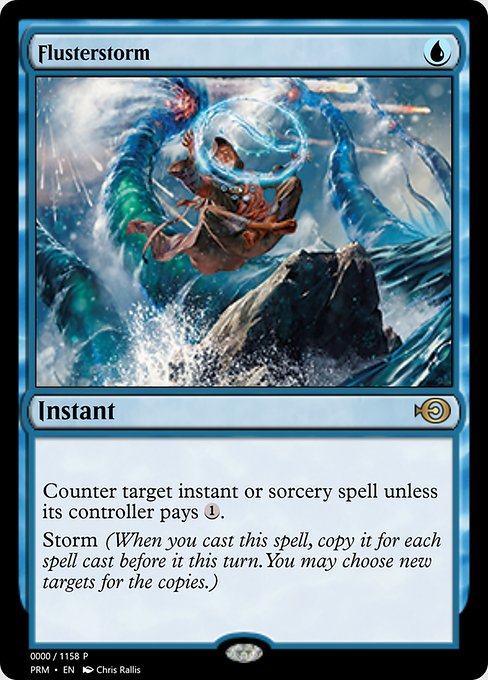 Flusterstorm
Instant
Counter target instant or sorcery spell unless
its controller pays 1.
Storm (When you cast this spell, copy it for each
spell cast before it this turn. You may choose new
targets for the copies.)
0000 / 1158 P
PRM • EN Chris Rallis